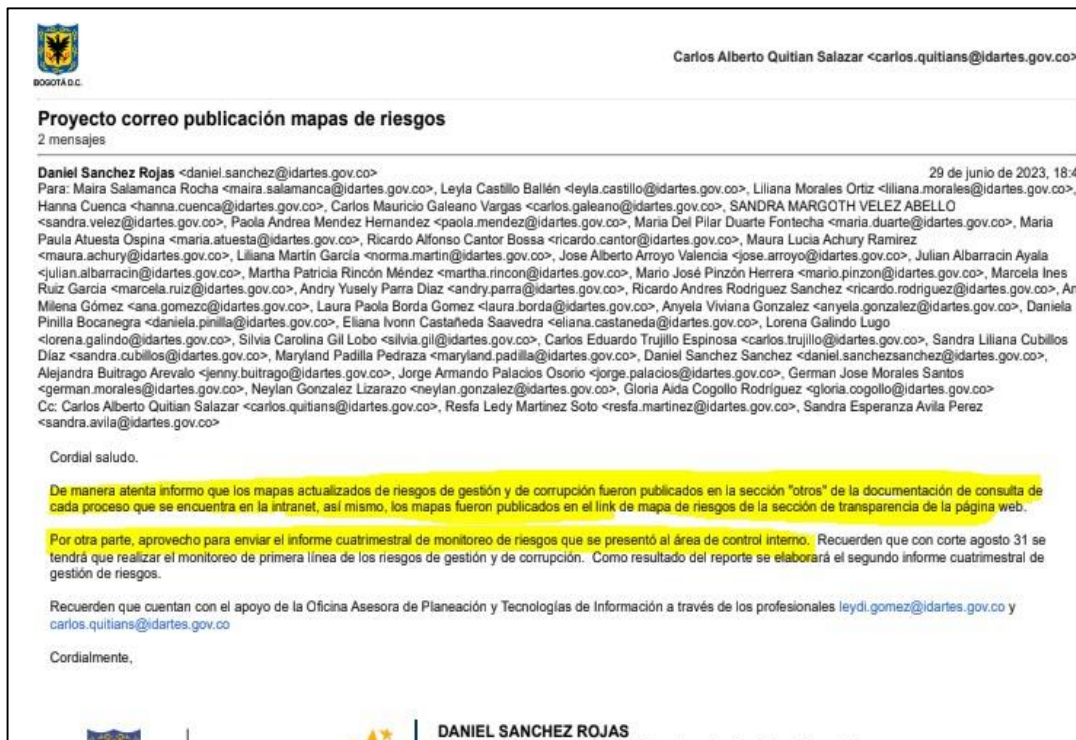 BOGOTÁ D.C.
Carlos Alberto Quitian Salazar <carlos.quitians@idartes.gov.co>
Proyecto correo publicación mapas de riesgos
2 mensajes
Daniel Sanchez Rojas <daniel.sanchez@idartes.gov.co> 29 de junio de 2023, 18:4
Para: Maira Salamanca Rocha <maira.salamanca@idartes.gov.co>, Leyla Castillo Ballén <leyla.castillo@idartes.gov.co>, Liliana Morales Ortiz <liliana.morales@idartes.gov.co>,
Hanna Cuenca <hanna.cuenca@idartes.gov.co>, Carlos Mauricio Galeano Vargas <carlos.galeano@idartes.gov.co>, SANDRA MARGOTH VELEZ ABELLO
<sandra.velez@idartes.gov.co>, Paola Andrea Mendez Hernandez <paola.mendez@idartes.gov.co>, Maria Del Pilar Duarte Fontecha <maria.duarte@idartes.gov.co>, Maria
Paula Atuesta Ospina <maria.atuesta@idartes.gov.co>, Ricardo Alfonso Cantor Bossa <ricardo.cantor@idartes.gov.co>, Maura Lucia Achury Ramirez
<maura.achury@idartes.gov.co>, Liliana Martín García <norma.martin@idartes.gov.co>, Jose Alberto Arroyo Valencia <jose.arroyo@idartes.gov.co>, Julian Albarracin Ayala
<julian.albarracin@idartes.gov.co>, Martha Patricia Rincón Méndez <martha.rincon@idartes.gov.co>, Mario José Pinzón Herrera <mario.pinzon@idartes.gov.co>, Marcela Ines
Ruiz Garcia <marcela.ruiz@idartes.gov.co>, Andry Yusely Parra Diaz <andry.parra@idartes.gov.co>, Ricardo Andres Rodriguez Sanchez <ricardo.rodriguez@idartes.gov.co>, An
Milena Gómez <ana.gomezc@idartes.gov.co>, Laura Paola Borda Gomez <laura.borda@idartes.gov.co>, Anyela Viviana Gonzalez <anyela.gonzalez@idartes.gov.co>, Daniela
Pinilla Bocanegra <daniela.pinilla@idartes.gov.co>, Eliana Ivonn Castañeda Saavedra <eliana.castaneda@idartes.gov.co>, Lorena Galindo Lugo
<lorena.galindo@idartes.gov.co>, Silvia Carolina Gil Lobo <silvia.gil@idartes.gov.co>, Carlos Eduardo Trujillo Espinosa <carlos.trujillo@idartes.gov.co>, Sandra Liliana Cubillos
Díaz <sandra.cubillos@idartes.gov.co>, Maryland Padilla Pedraza <maryland.padilla@idartes.gov.co>, Daniel Sanchez Sanchez <daniel.sanchezsanchez@idartes.gov.co>,
Alejandra Buitrago Arevalo <jenny.buitrago@idartes.gov.co>, Jorge Armando Palacios Osorio <jorge.palacios@idartes.gov.co>, German Jose Morales Santos
<german.morales@idartes.gov.co>, Neylan Gonzalez Lizarazo <neylan.gonzalez@idartes.gov.co>, Gloria Aida Cogollo Rodríguez <gloria.cogollo@idartes.gov.co>
Cc: Carlos Alberto Quitian Salazar <carlos.quitians@idartes.gov.co>, Resfa Ledy Martinez Soto <resfa.martinez@idartes.gov.co>, Sandra Esperanza Avila Perez
<sandra.avila@idartes.gov.co>
Cordial saludo.
De manera atenta informo que los mapas actualizados de riesgos de gestión y de corrupción fueron publicados en la sección "otros" de la documentación de consulta de
cada proceso que se encuentra en la intranet, así mismo, los mapas fueron publicados en el link de mapa de riesgos de la sección de transparencia de la página web.
Por otra parte, aprovecho para enviar el informe cuatrimestral de monitoreo de riesgos que se presentó al área de control interno. Recuerden que con corte agosto 31 se
tendrá que realizar el monitoreo de primera línea de los riesgos de gestión y de corrupción. Como resultado del reporte se elaborará el segundo informe cuatrimestral de
gestión de riesgos.
Recuerden que cuentan con el apoyo de la Oficina Asesora de Planeación y Tecnologías de Información a través de los profesionales leydi.gomez@idartes.gov.co y
carlos.quitians@idartes.gov.co
Cordialmente,
DANIEL SANCHEZ ROJAS